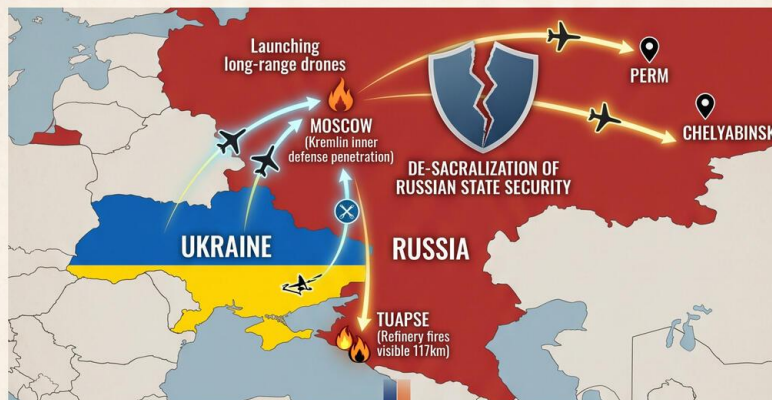 Launching
long-range drones
MOSCOW
(Kremlin inner
defense penetration)
PERM
CHELYABINSK
DE-SACRALIZATION OF
RUSSIAN STATE SECURITY
UKRAINE
RUSSIA
TUAPSE
(Refinery fires
visible 117km)